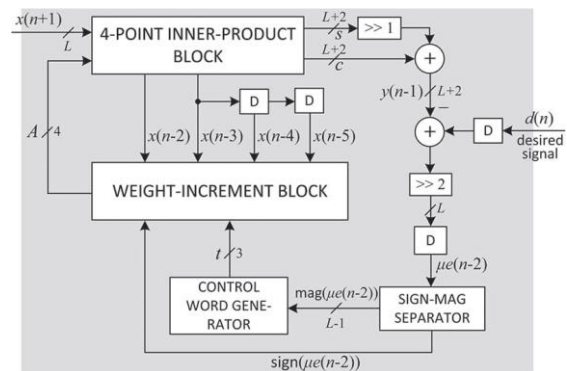 x(n+1)
L
4-POINT INNER-PRODUCT
BLOCK
L+2
s
>> 1
L+2
c
+
A
4
D
D
y(n-1)
L+2
−
x(n-2)
x(n-3)
x(n-4)
x(n-5)
+
D
d(n)
desired
signal
WEIGHT-INCREMENT BLOCK
>> 2
L
D
t
3
μe(n-2)
CONTROL
WORD GENE-
RATOR
mag(μe(n-2))
L-1
SIGN-MAG
SEPARATOR
sign(μe(n-2))